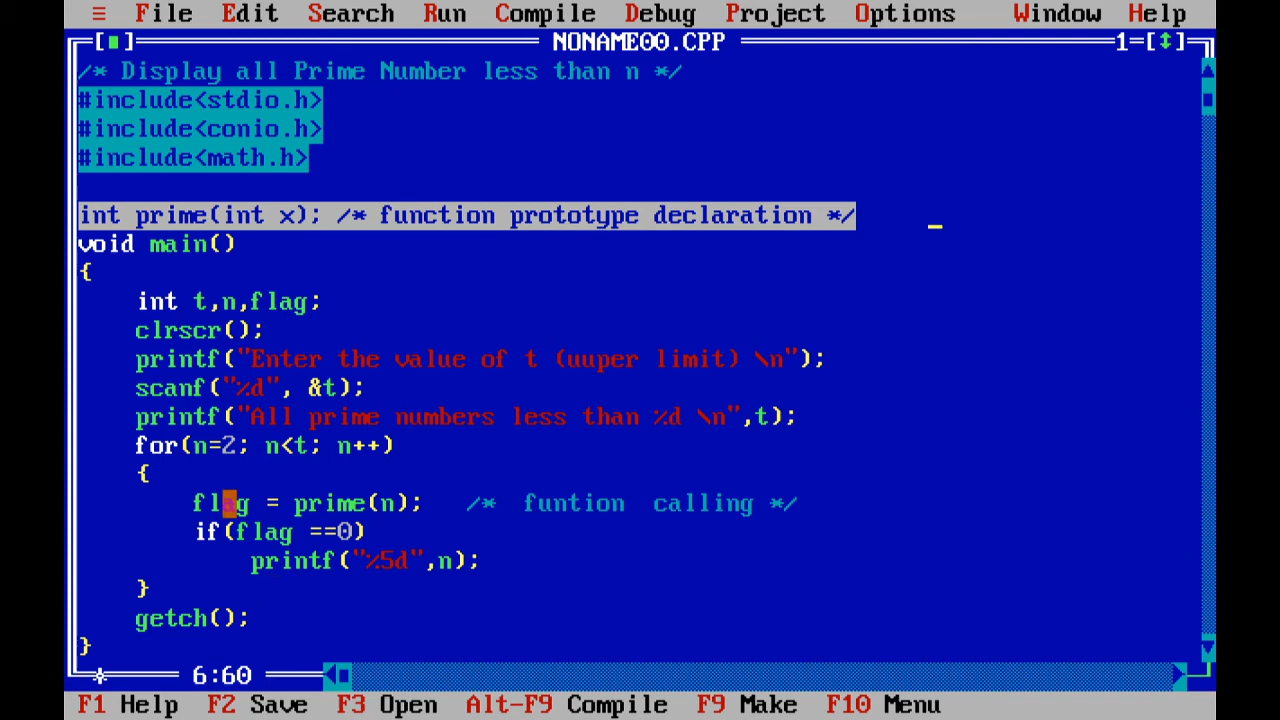 ≡ File Edit Search Run Compile Debug Project Options Window Help
[■] NONAME00.CPP 1=[↕]
/* Display all Prime Number less than n */
#include<stdio.h>
#include<conio.h>
#include<math.h>
int prime(int x); /* function prototype declaration */
void main()
{
int t,n,flag;
clrscr();
printf("Enter the value of t (uuper limit) \n");
scanf("%d", &t);
printf("All prime numbers less than %d \n",t);
for(n=2; n<t; n++)
{
flag = prime(n); /* funtion calling */
if(flag ==0)
printf("%5d",n);
}
getch();
}
6:60
F1 Help F2 Save F3 Open Alt-F9 Compile F9 Make F10 Menu